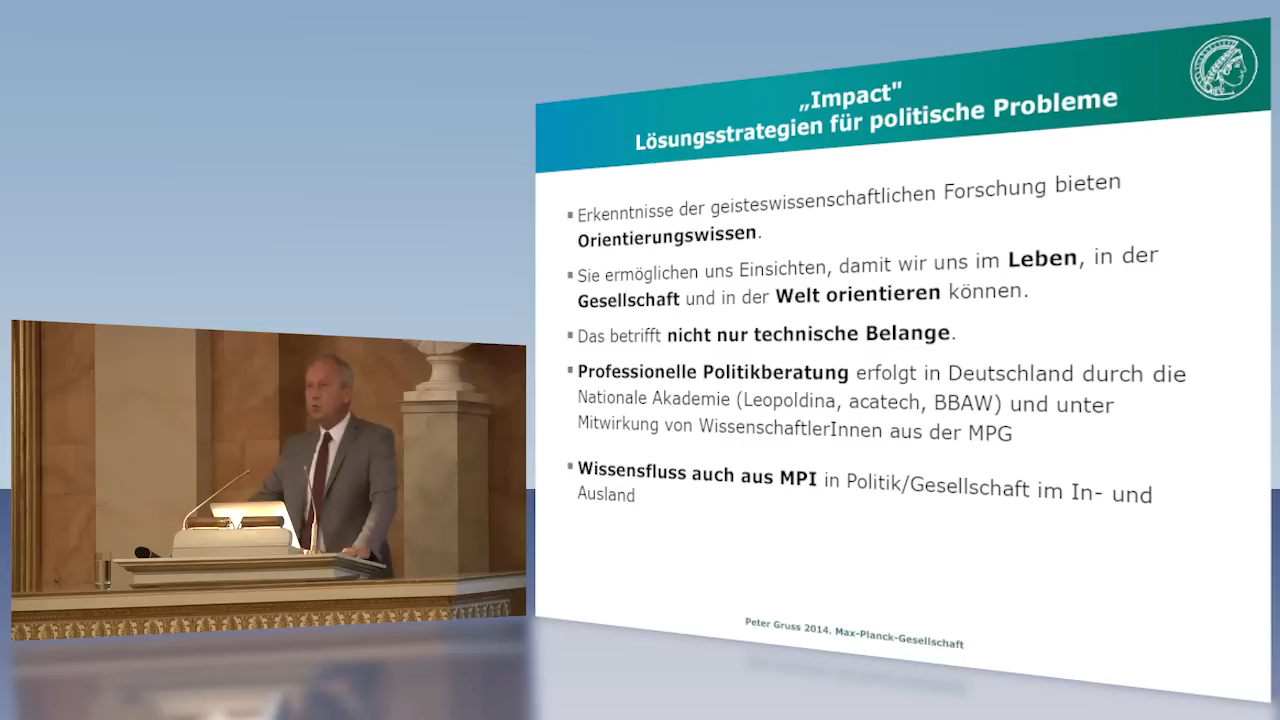 „Impact"
Lösungsstrategien für politische Probleme
Erkenntnisse der geisteswissenschaftlichen Forschung bieten
Orientierungswissen.
Sie ermöglichen uns Einsichten, damit wir uns im Leben, in der
Gesellschaft und in der Welt orientieren können.
Das betrifft nicht nur technische Belange.
Professionelle Politikberatung erfolgt in Deutschland durch die
Nationale Akademie (Leopoldina, acatech, BBAW) und unter
Mitwirkung von WissenschaftlerInnen aus der MPG
Wissensfluss auch aus MPI in Politik/Gesellschaft im In- und
Ausland
Peter Gruss 2014, Max-Planck-Gesellschaft